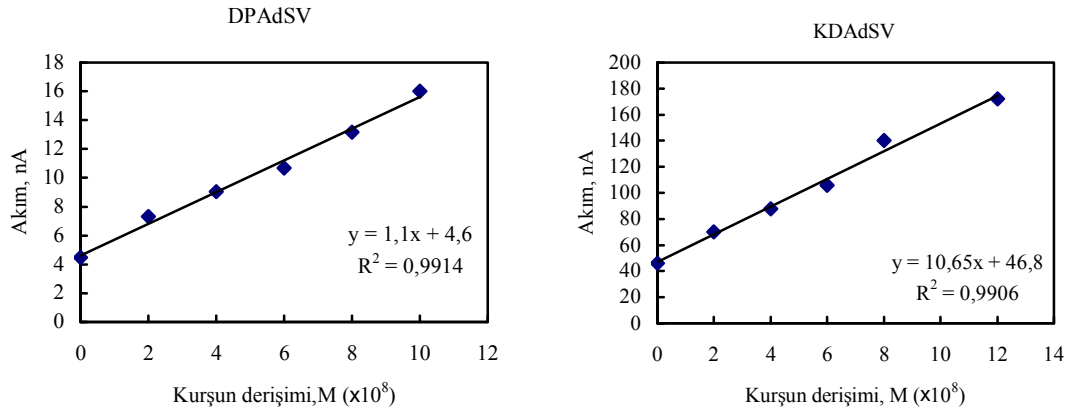 DPAdSV
18
16
14
12
10
8
6
4
2
0
Akım, nA
y = 1,1x + 4,6
R² = 0,9914
0 2 4 6 8 10 12
Kurşun derişimi,M (x10⁸)
KDAdSV
200
180
160
140
120
100
80
60
40
20
0
Akım, nA
y = 10,65x + 46,8
R² = 0,9906
0 2 4 6 8 10 12 14
Kurşun derişimi, M (x10⁸)